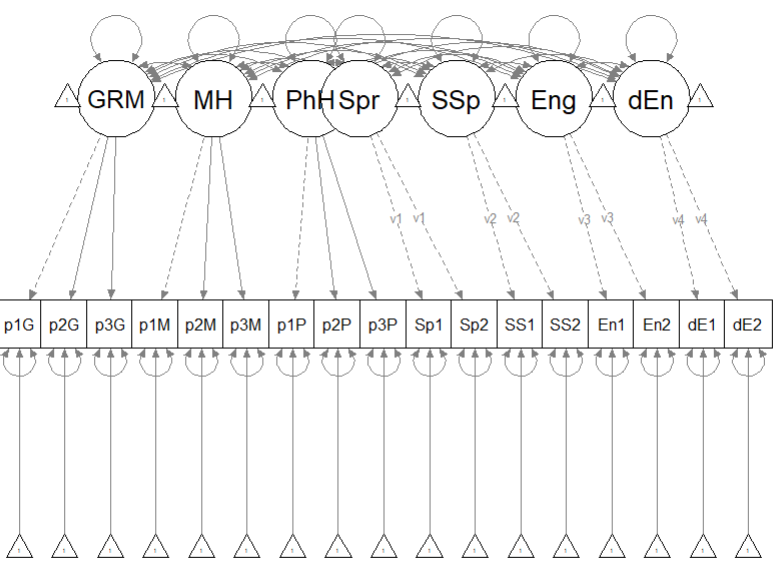 GRM MH PhH Spr SSp Eng dEn
v1 v1 v2 v2 v3 v3 v4 v4
p1G p2G p3G p1M p2M p3M p1P p2P p3P Sp1 Sp2 SS1 SS2 En1 En2 dE1 dE2